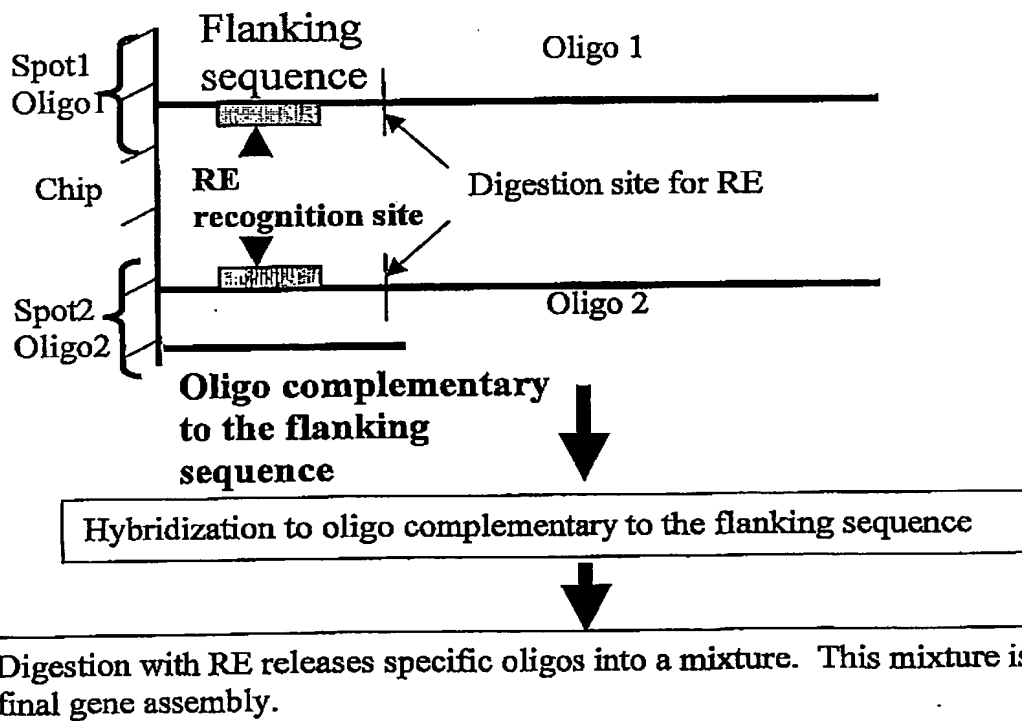 Flanking
sequence
Oligo 1
Spot1
Oligo1
Chip
RE
recognition site
Digestion site for RE
Spot2
Oligo2
Oligo 2
Oligo complementary
to the flanking
sequence
Hybridization to oligo complementary to the flanking sequence
Digestion with RE releases specific oligos into a mixture. This mixture is
final gene assembly.